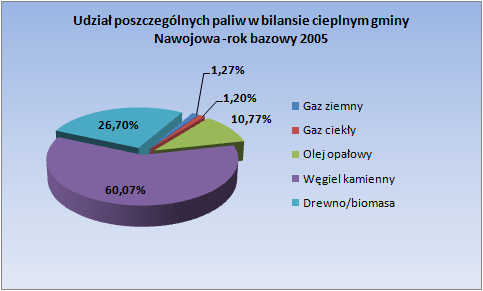 Udział poszczególnych paliw w bilansie cieplnym gminy
Nawojowa -rok bazowy 2005
1,27%
1,20%
10,77%
26,70%
60,07%
Gaz ziemny
Gaz ciekły
Olej opałowy
Węgiel kamienny
Drewno/biomasa